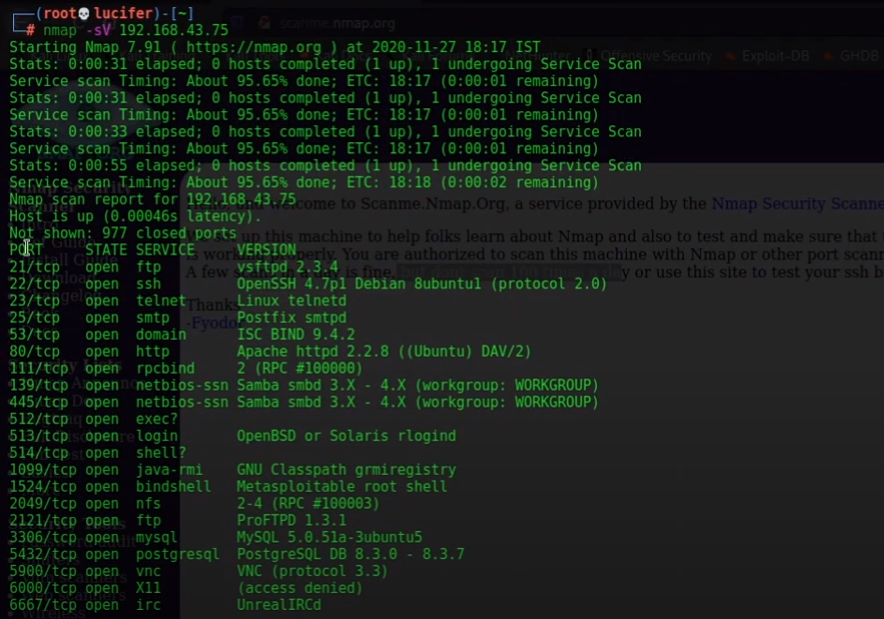 (root💀lucifer)-[~]
# nmap -sV 192.168.43.75
scanme.nmap.org
Starting Nmap 7.91 ( https://nmap.org ) at 2020-11-27 18:17 IST
Offensive Security Exploit-DB GHDB
Stats: 0:00:31 elapsed; 0 hosts completed (1 up), 1 undergoing Service Scan
Service scan Timing: About 95.65% done; ETC: 18:17 (0:00:01 remaining)
Stats: 0:00:31 elapsed; 0 hosts completed (1 up), 1 undergoing Service Scan
Service scan Timing: About 95.65% done; ETC: 18:17 (0:00:01 remaining)
Stats: 0:00:33 elapsed; 0 hosts completed (1 up), 1 undergoing Service Scan
Service scan Timing: About 95.65% done; ETC: 18:17 (0:00:01 remaining)
Stats: 0:00:55 elapsed; 0 hosts completed (1 up), 1 undergoing Service Scan
Service scan Timing: About 95.65% done; ETC: 18:18 (0:00:02 remaining)
Nmap scan report for 192.168.43.75
welcome to Scanme.Nmap.Org, a service provided by the Nmap Security Scanne
Host is up (0.00046s latency).
Not shown: 977 closed ports
up this machine to help folks learn about Nmap and also to test and make sure that
PORT STATE SERVICE VERSION
You are authorized to scan this machine with Nmap or other port scann
21/tcp open ftp vsftpd 2.3.4
A few is fine, or use this site to test your ssh b
22/tcp open ssh OpenSSH 4.7p1 Debian 8ubuntu1 (protocol 2.0)
23/tcp open telnet Linux telnetd
Thanks
25/tcp open smtp Postfix smtpd
-Fyodo
53/tcp open domain ISC BIND 9.4.2
80/tcp open http Apache httpd 2.2.8 ((Ubuntu) DAV/2)
111/tcp open rpcbind 2 (RPC #100000)
139/tcp open netbios-ssn Samba smbd 3.X - 4.X (workgroup: WORKGROUP)
445/tcp open netbios-ssn Samba smbd 3.X - 4.X (workgroup: WORKGROUP)
512/tcp open exec?
513/tcp open login OpenBSD or Solaris rlogind
514/tcp open shell?
1099/tcp open java-rmi GNU Classpath grmiregistry
1524/tcp open bindshell Metasploitable root shell
2049/tcp open nfs 2-4 (RPC #100003)
2121/tcp open ftp ProFTPD 1.3.1
3306/tcp open mysql MySQL 5.0.51a-3ubuntu5
5432/tcp open postgresql PostgreSQL DB 8.3.0 - 8.3.7
5900/tcp open vnc VNC (protocol 3.3)
6000/tcp open X11 (access denied)
6667/tcp open irc UnrealIRCd